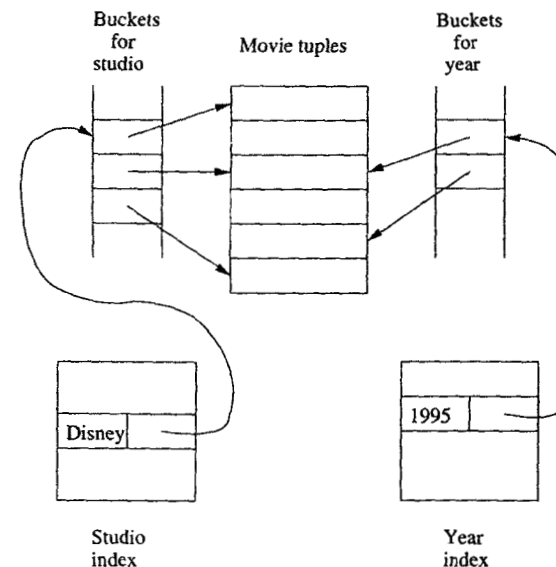 Buckets
for
studio
Movie tuples
Buckets
for
year
Disney
1995
Studio
index
Year
index